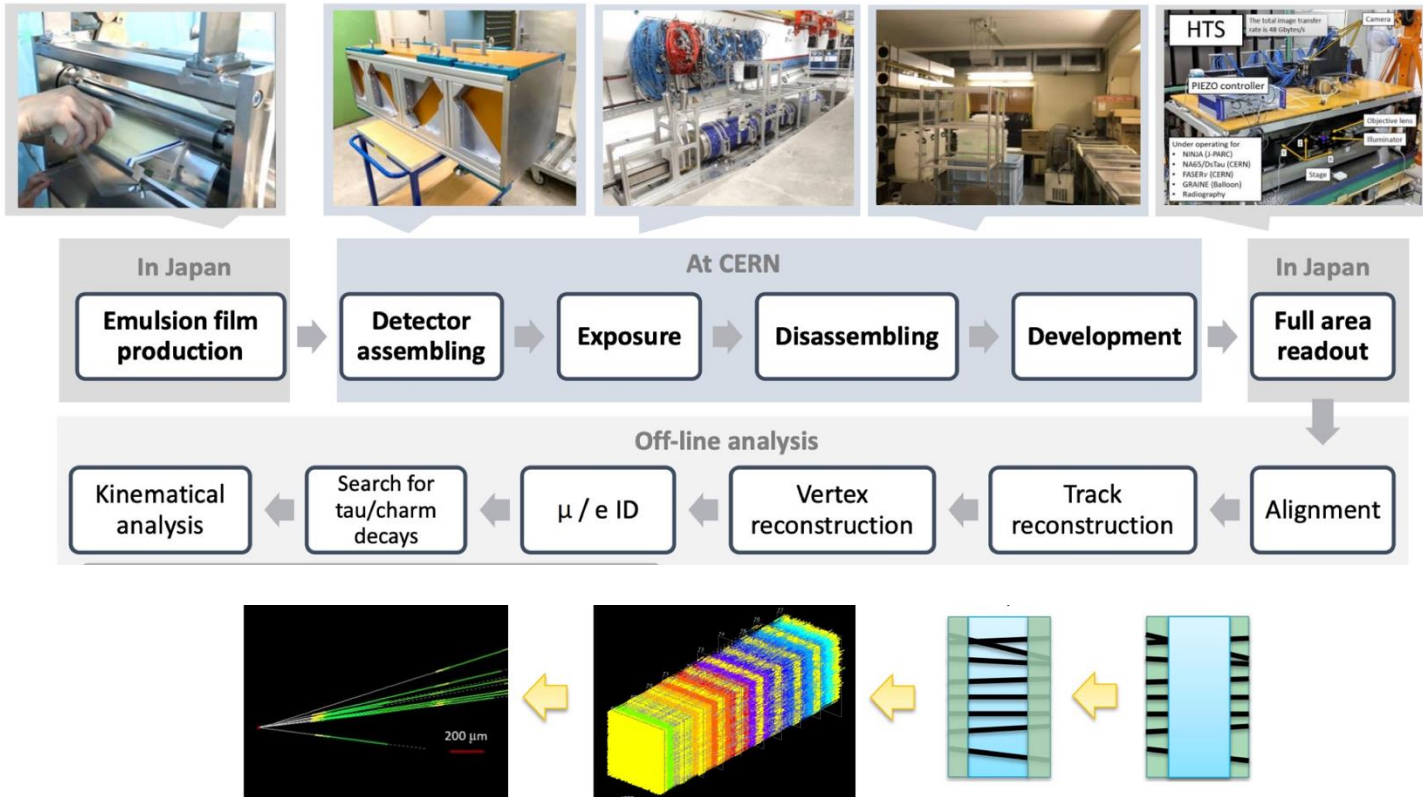 HTS
The total image transfer
rate is 48 Gbytes/s
Camera
PIEZO controller
Objective lens
Illuminator
Under operating for
• NINJA (J-PARC)
• NA65/DsTau (CERN)
• FASERν (CERN)
• GRAINE (Balloon)
• Radiography
Stage
In Japan
At CERN
In Japan
Emulsion film
production
Detector
assembling
Exposure
Disassembling
Development
Full area
readout
Off-line analysis
Kinematical
analysis
Search for
tau/charm
decays
μ / e ID
Vertex
reconstruction
Track
reconstruction
Alignment
200 μm